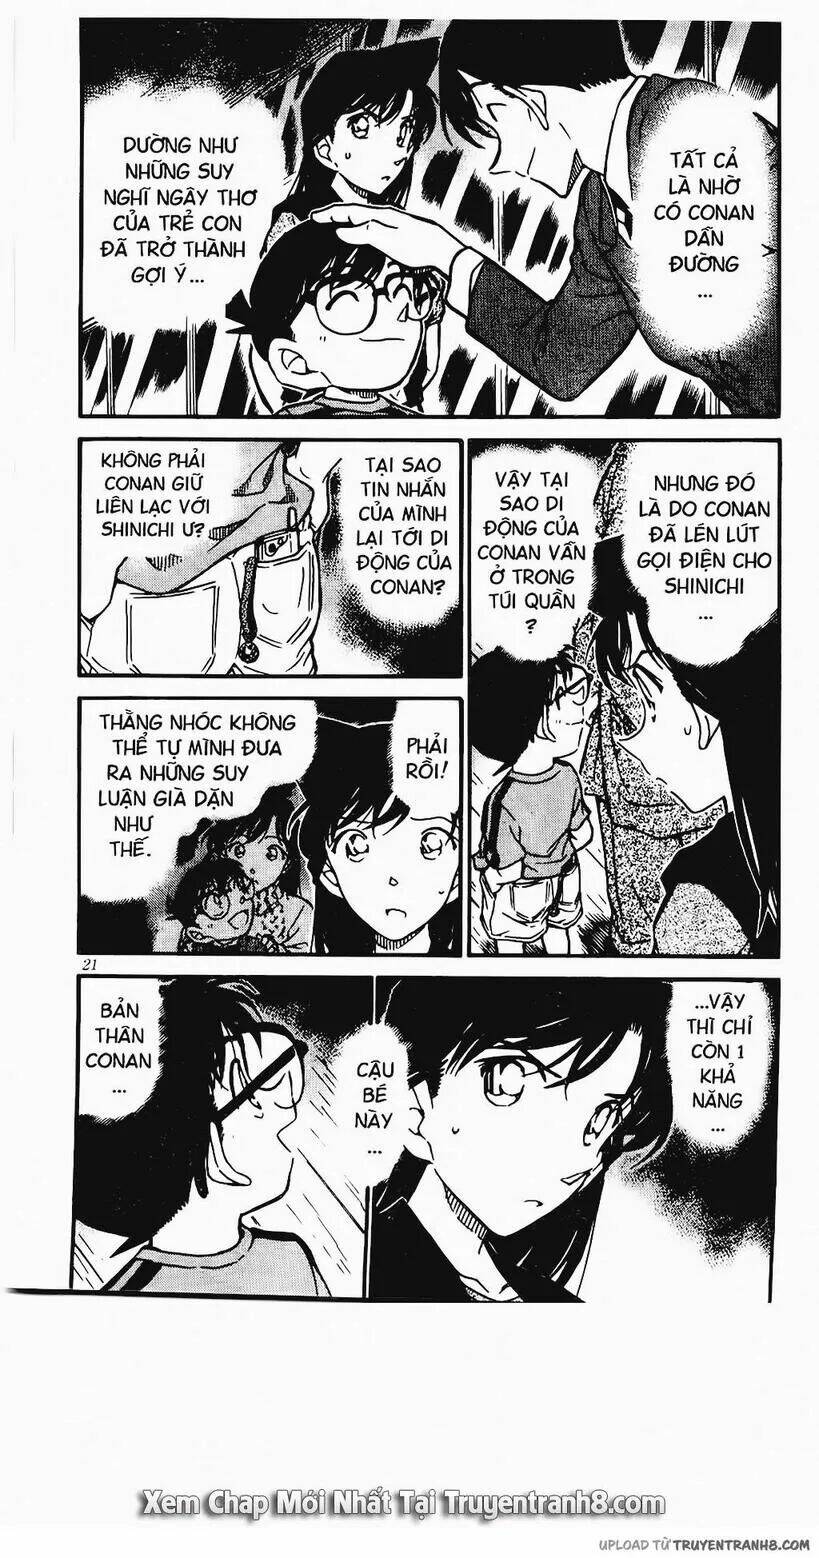 TẤT CẢ
LÀ NHỜ
CÓ CONAN
DẪN
ĐƯỜNG
...
DƯỜNG NHƯ
NHỮNG SUY
NGHĨ NGÂY THƠ
CỦA TRẺ CON
ĐÃ TRỞ THÀNH
GỢI Ý...
NHƯNG ĐÓ
LÀ DO CONAN
ĐÃ LÉN LÚT
GỌI ĐIỆN CHO
SHINICHI
...
VẬY TẠI
SAO DI
ĐỘNG CỦA
CONAN VẪN
Ở TRONG
TÚI QUẦN
?
TẠI SAO
TIN NHẮN
CỦA MÌNH
LẠI TỚI DI
ĐỘNG CỦA
CONAN?
KHÔNG PHẢI
CONAN GIỮ
LIÊN LẠC VỚI
SHINICHI Ư?
PHẢI
RỒI!
THẰNG NHÓC KHÔNG
THỂ TỰ MÌNH ĐƯA
RA NHỮNG SUY
LUẬN GIÀ DẶN
NHƯ
THẾ.
21
...VẬY
THÌ CHỈ
CÒN 1
KHẢ
NĂNG
...
CẬU
BÉ
NÀY
...
BẢN
THÂN
CONAN
...
Xem Chap Mới Nhất Tại Truyentranh8.com
UPLOAD TỪ TRUYENTRANH8.COM